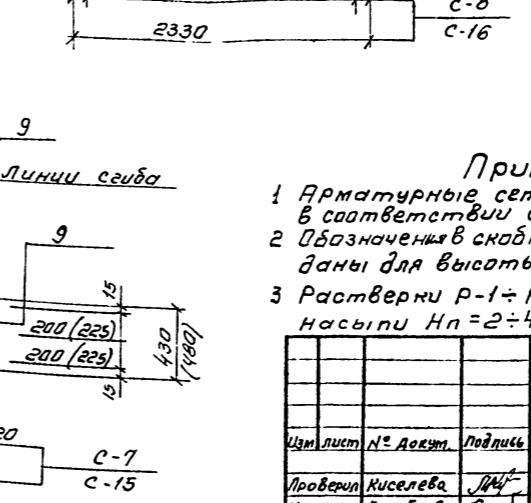 С-8
2330
С-16
9
Линии сгиба
При
1 Арматурные сет
в соответствии с
9
2 Обозначения в скоб
даны для высоты
15
3 Растверки Р-1÷
насыпи Нп=2÷4
200 (225)
200 (225)
430
(480)
15
Изм Лист № докум. Подпись
С-7
С-15
Проверил Киселева